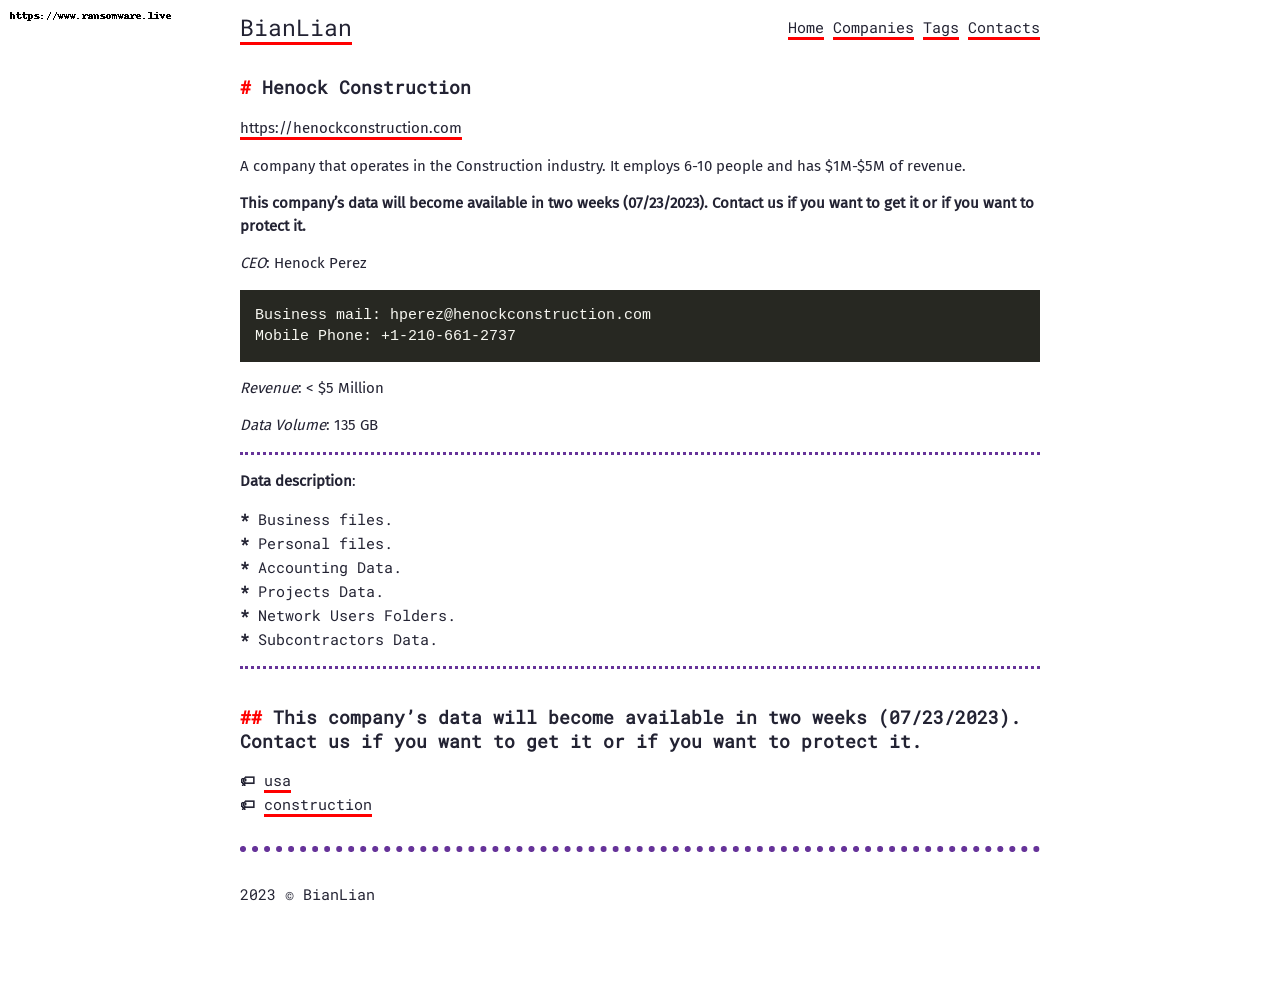 https://www.ransomware.live
BianLian
Home Companies Tags Contacts
# Henock Construction
https://henockconstruction.com
A company that operates in the Construction industry. It employs 6-10 people and has $1M-$5M of revenue.
This company’s data will become available in two weeks (07/23/2023). Contact us if you want to get it or if you want to
protect it.
CEO: Henock Perez
Business mail: hperez@henockconstruction.com
Mobile Phone: +1-210-661-2737
Revenue: < $5 Million
Data Volume: 135 GB
Data description:
* Business files.
* Personal files.
* Accounting Data.
* Projects Data.
* Network Users Folders.
* Subcontractors Data.
## This company’s data will become available in two weeks (07/23/2023).
Contact us if you want to get it or if you want to protect it.
usa
construction
2023 © BianLian